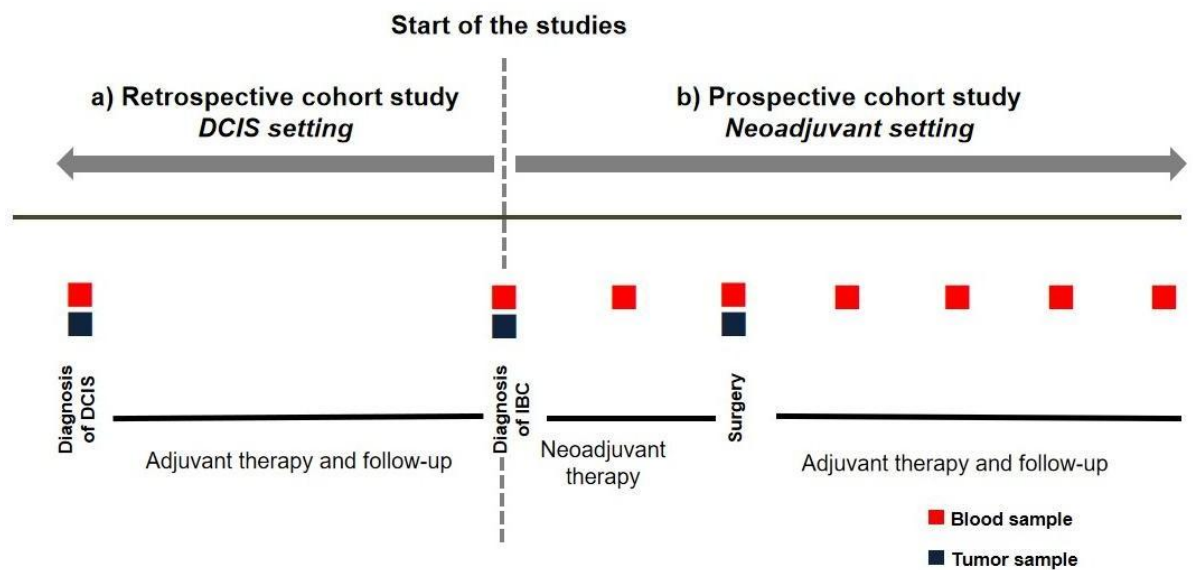 Start of the studies
a) Retrospective cohort study
DCIS setting
b) Prospective cohort study
Neoadjuvant setting
Diagnosis
of DCIS
Adjuvant therapy and follow-up
Diagnosis
of IBC
Neoadjuvant
therapy
Surgery
Adjuvant therapy and follow-up
Blood sample
Tumor sample